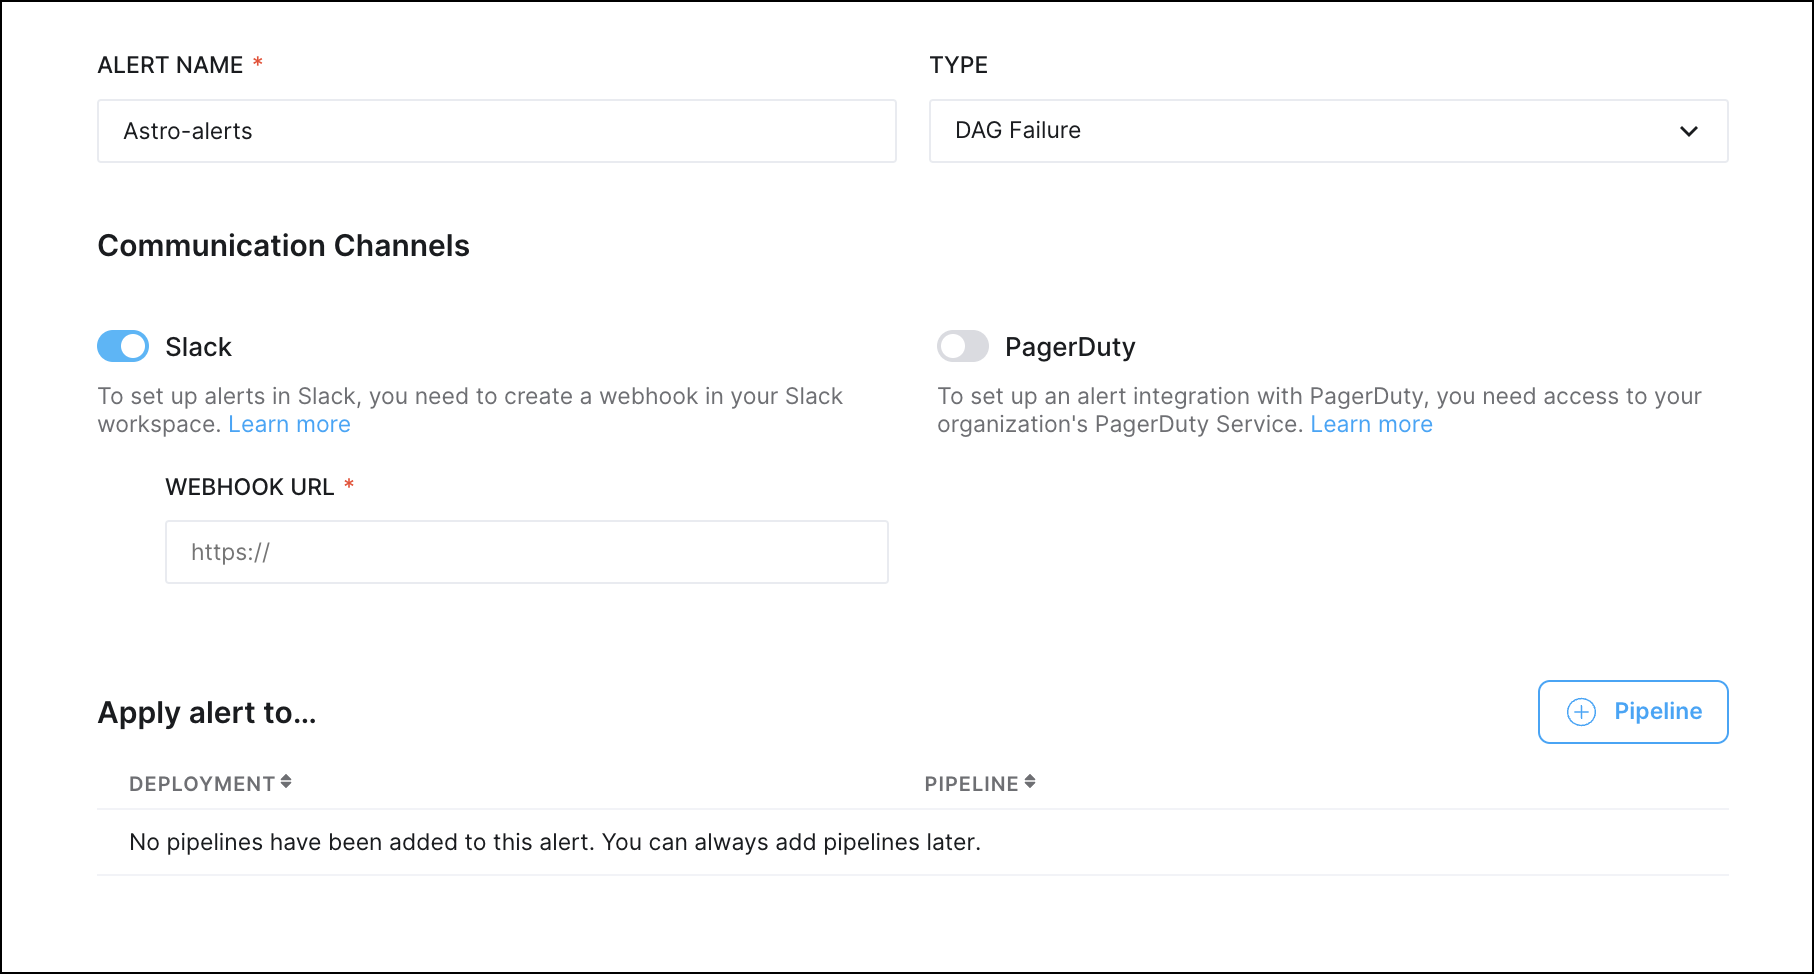 ALERT NAME *
TYPE
Astro-alerts
DAG Failure
Communication Channels
Slack
PagerDuty
To set up alerts in Slack, you need to create a webhook in your Slack
workspace. Learn more
To set up an alert integration with PagerDuty, you need access to your
organization's PagerDuty Service. Learn more
WEBHOOK URL *
https://
Apply alert to...
Pipeline
DEPLOYMENT
PIPELINE
No pipelines have been added to this alert. You can always add pipelines later.